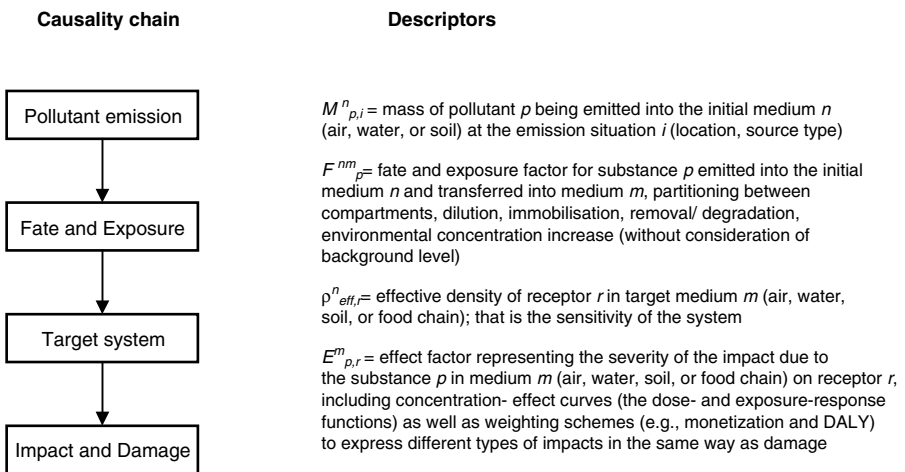 Causality chain
Descriptors
Pollutant emission
M^n_p,i = mass of pollutant p being emitted into the initial medium n
(air, water, or soil) at the emission situation i (location, source type)
Fate and Exposure
F^nm_p = fate and exposure factor for substance p emitted into the initial
medium n and transferred into medium m, partitioning between
compartments, dilution, immobilisation, removal/ degradation,
environmental concentration increase (without consideration of
background level)
Target system
ρ^n_eff,r = effective density of receptor r in target medium m (air, water,
soil, or food chain); that is the sensitivity of the system
Impact and Damage
E^m_p,r = effect factor representing the severity of the impact due to
the substance p in medium m (air, water, soil, or food chain) on receptor r,
including concentration- effect curves (the dose- and exposure-response
functions) as well as weighting schemes (e.g., monetization and DALY)
to express different types of impacts in the same way as damage